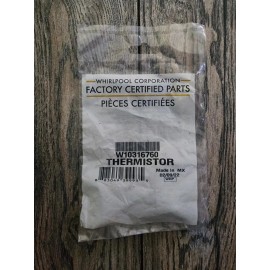 WHIRLPOOL CORPORATION
FACTORY CERTIFIED PARTS
PIÈCES CERTIFIÉES
W10316760
THERMISTOR
Made in MX